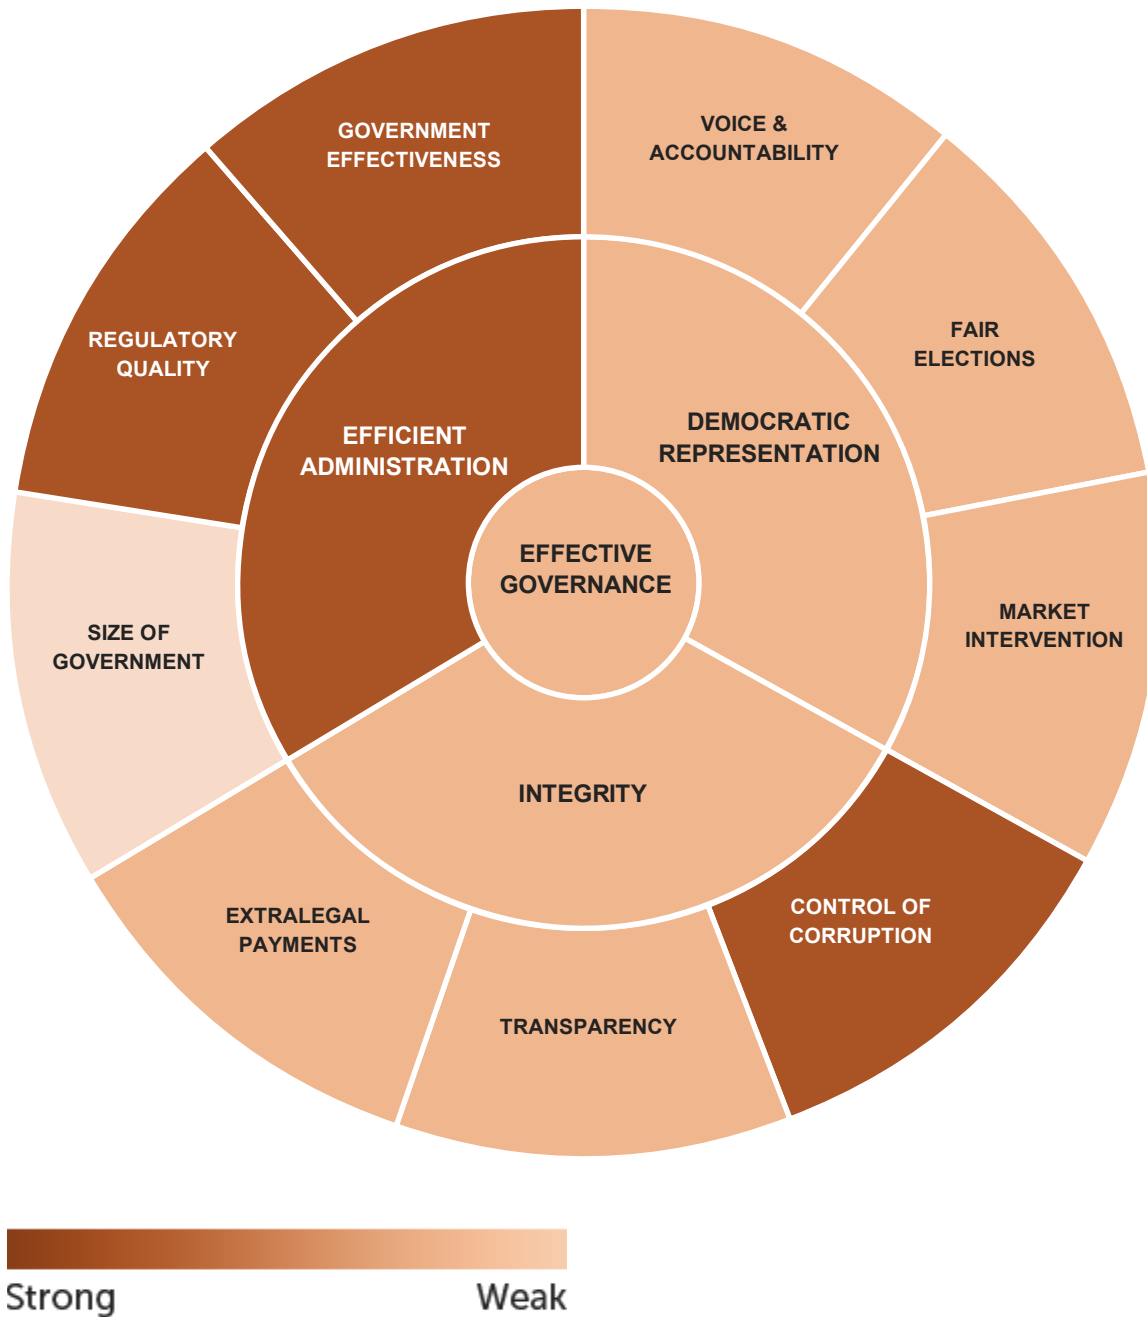 GOVERNMENT
EFFECTIVENESS
VOICE &
ACCOUNTABILITY
REGULATORY
QUALITY
FAIR
ELECTIONS
EFFICIENT
ADMINISTRATION
DEMOCRATIC
REPRESENTATION
EFFECTIVE
GOVERNANCE
SIZE OF
GOVERNMENT
MARKET
INTERVENTION
INTEGRITY
EXTRALEGAL
PAYMENTS
CONTROL OF
CORRUPTION
TRANSPARENCY
Strong
Weak